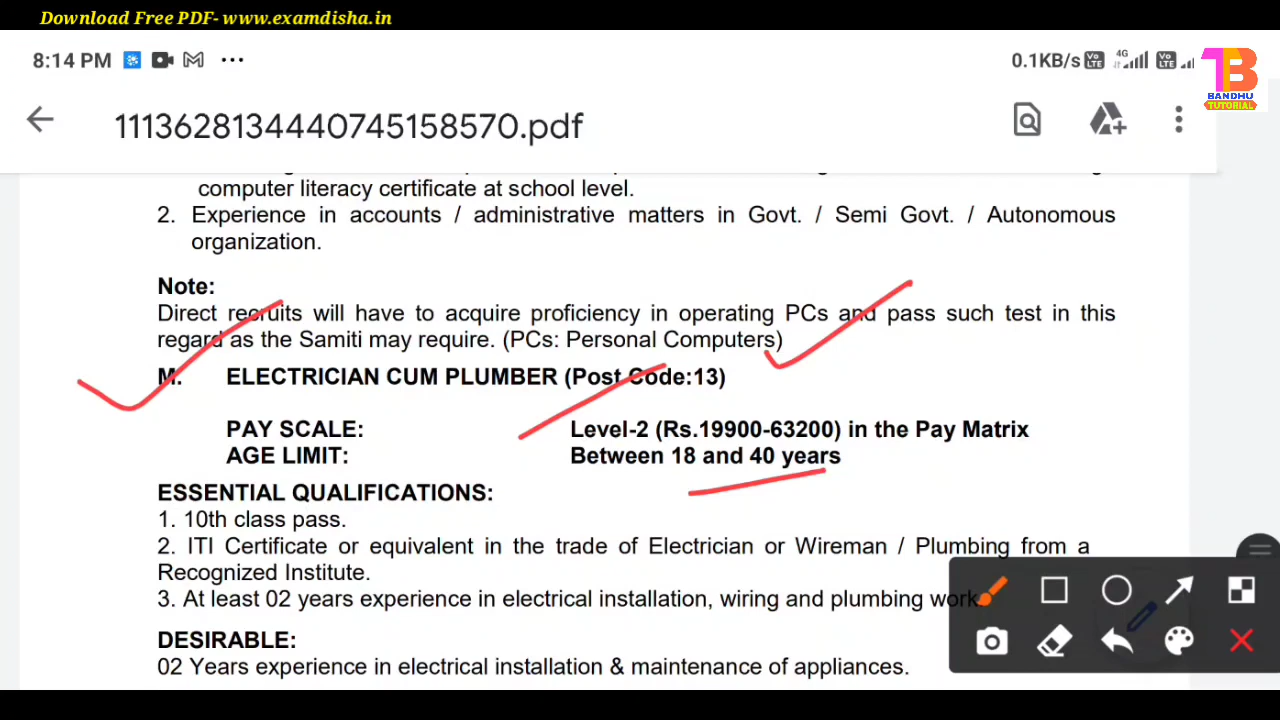 Download Free PDF- www.examdisha.in
8:14 PM
0.1KB/s Vo LTE 4G Vo LTE
BANDHU
TUTORIAL
1113628134440745158570.pdf
computer literacy certificate at school level.
2. Experience in accounts / administrative matters in Govt. / Semi Govt. / Autonomous
organization.
Note:
Direct recruits will have to acquire proficiency in operating PCs and pass such test in this
regard as the Samiti may require. (PCs: Personal Computers)
M. ELECTRICIAN CUM PLUMBER (Post Code:13)
PAY SCALE: Level-2 (Rs.19900-63200) in the Pay Matrix
AGE LIMIT: Between 18 and 40 years
ESSENTIAL QUALIFICATIONS:
1. 10th class pass.
2. ITI Certificate or equivalent in the trade of Electrician or Wireman / Plumbing from a
Recognized Institute.
3. At least 02 years experience in electrical installation, wiring and plumbing work.
DESIRABLE:
02 Years experience in electrical installation & maintenance of appliances.